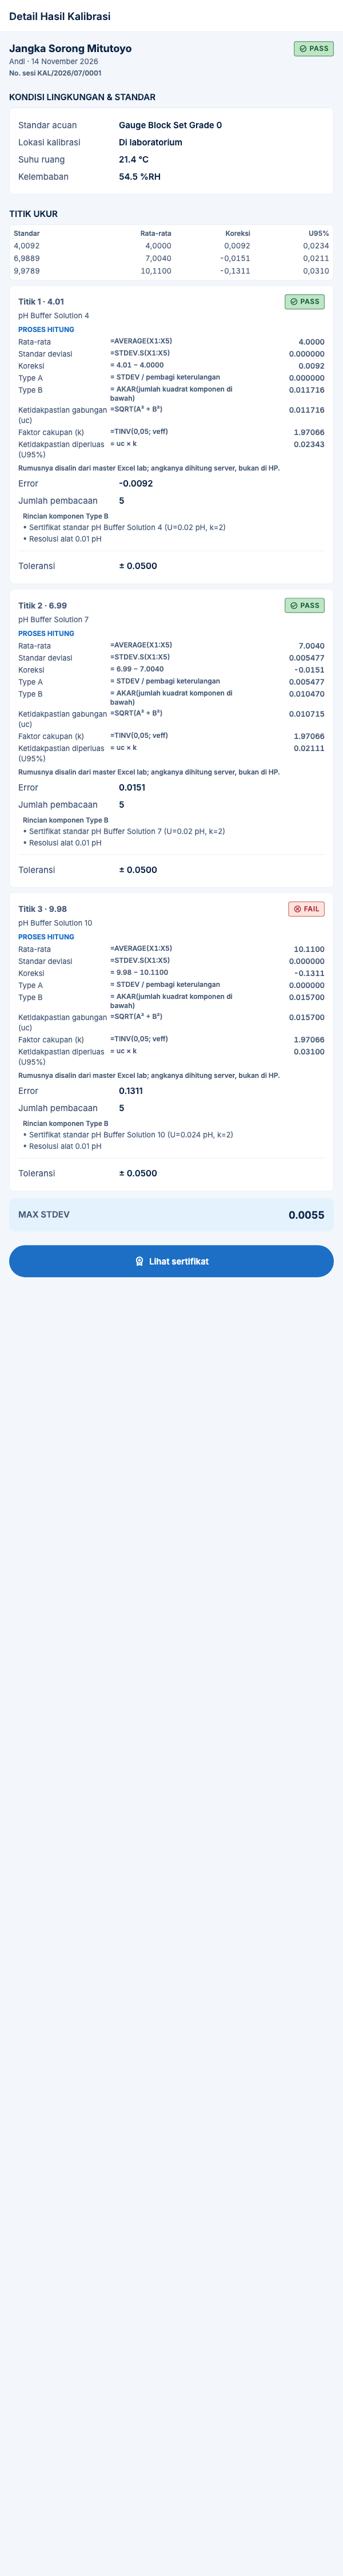 Detail Hasil Kalibrasi
Jangka Sorong Mitutoyo
PASS
Andi · 14 November 2026
No. sesi KAL/2026/07/0001
KONDISI LINGKUNGAN & STANDAR
Standar acuan Gauge Block Set Grade 0
Lokasi kalibrasi Di laboratorium
Suhu ruang 21.4 °C
Kelembaban 54.5 %RH
TITIK UKUR
Standar Rata-rata Koreksi U95%
4,0092 4,0000 0,0092 0,0234
6,9889 7,0040 -0,0151 0,0211
9,9789 10,1100 -0,1311 0,0310
Titik 1 · 4.01 PASS
pH Buffer Solution 4
PROSES HITUNG
Rata-rata =AVERAGE(X1:X5) 4.0000
Standar deviasi =STDEV.S(X1:X5) 0.000000
Koreksi = 4.01 − 4.0000 0.0092
Type A = STDEV / pembagi keterulangan 0.000000
Type B = AKAR(jumlah kuadrat komponen di bawah) 0.011716
Ketidakpastian gabungan (uc) =SQRT(A² + B²) 0.011716
Faktor cakupan (k) =TINV(0,05; veff) 1.97066
Ketidakpastian diperluas (U95%) = uc × k 0.02343
Rumusnya disalin dari master Excel lab; angkanya dihitung server, bukan di HP.
Error -0.0092
Jumlah pembacaan 5
Rincian komponen Type B
• Sertifikat standar pH Buffer Solution 4 (U=0.02 pH, k=2)
• Resolusi alat 0.01 pH
Toleransi ± 0.0500
Titik 2 · 6.99 PASS
pH Buffer Solution 7
PROSES HITUNG
Rata-rata =AVERAGE(X1:X5) 7.0040
Standar deviasi =STDEV.S(X1:X5) 0.005477
Koreksi = 6.99 − 7.0040 -0.0151
Type A = STDEV / pembagi keterulangan 0.005477
Type B = AKAR(jumlah kuadrat komponen di bawah) 0.010470
Ketidakpastian gabungan (uc) =SQRT(A² + B²) 0.010715
Faktor cakupan (k) =TINV(0,05; veff) 1.97066
Ketidakpastian diperluas (U95%) = uc × k 0.02111
Rumusnya disalin dari master Excel lab; angkanya dihitung server, bukan di HP.
Error 0.0151
Jumlah pembacaan 5
Rincian komponen Type B
• Sertifikat standar pH Buffer Solution 7 (U=0.02 pH, k=2)
• Resolusi alat 0.01 pH
Toleransi ± 0.0500
Titik 3 · 9.98 FAIL
pH Buffer Solution 10
PROSES HITUNG
Rata-rata =AVERAGE(X1:X5) 10.1100
Standar deviasi =STDEV.S(X1:X5) 0.000000
Koreksi = 9.98 − 10.1100 -0.1311
Type A = STDEV / pembagi keterulangan 0.000000
Type B = AKAR(jumlah kuadrat komponen di bawah) 0.015700
Ketidakpastian gabungan (uc) =SQRT(A² + B²) 0.015700
Faktor cakupan (k) =TINV(0,05; veff) 1.97066
Ketidakpastian diperluas (U95%) = uc × k 0.03100
Rumusnya disalin dari master Excel lab; angkanya dihitung server, bukan di HP.
Error 0.1311
Jumlah pembacaan 5
Rincian komponen Type B
• Sertifikat standar pH Buffer Solution 10 (U=0.024 pH, k=2)
• Resolusi alat 0.01 pH
Toleransi ± 0.0500
MAX STDEV 0.0055
Lihat sertifikat